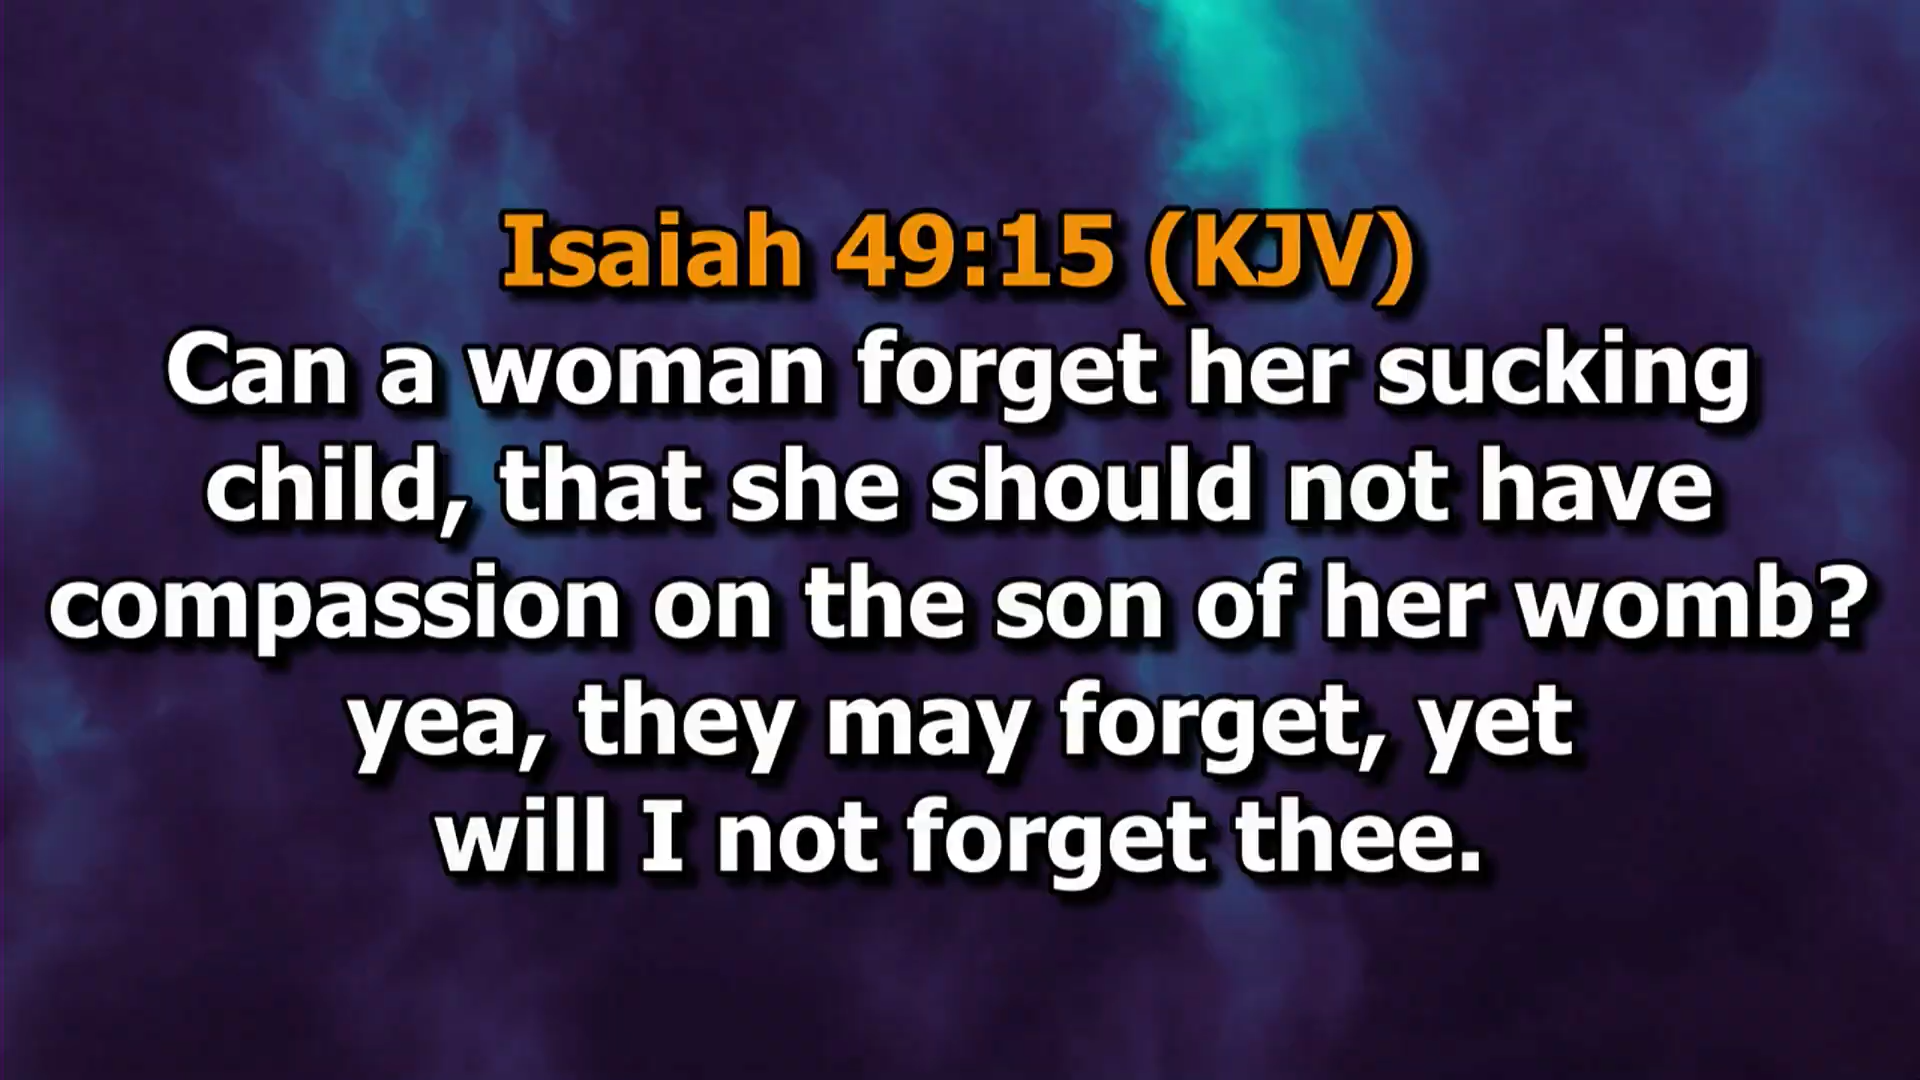 Isaiah 49:15 (KJV)
Can a woman forget her sucking
child, that she should not have
compassion on the son of her womb?
yea, they may forget, yet
will I not forget thee.